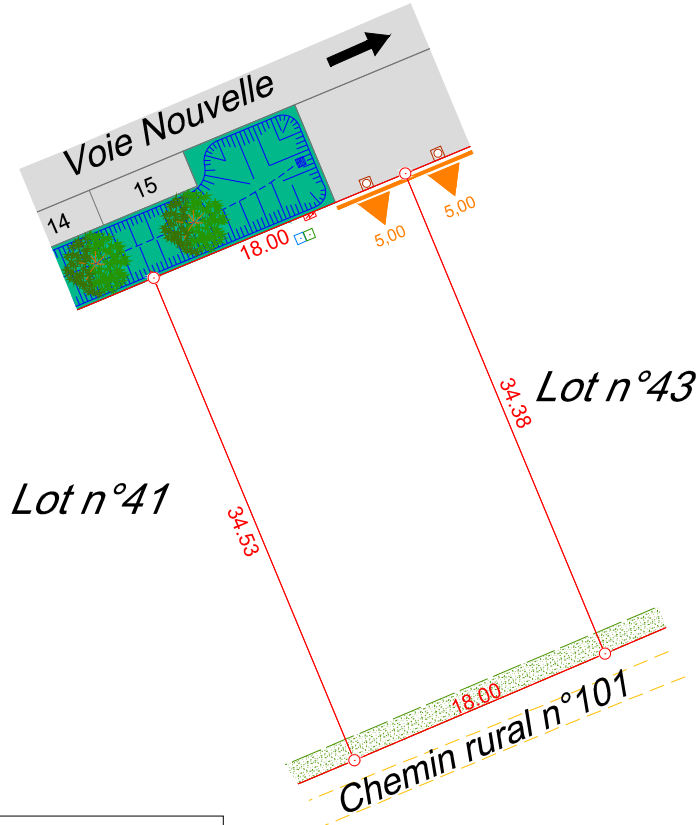 Voie Nouvelle
15
14
18.00
5,00
5,00
34.38
Lot n°43
Lot n°41
34.53
18.00
Chemin rural n°101